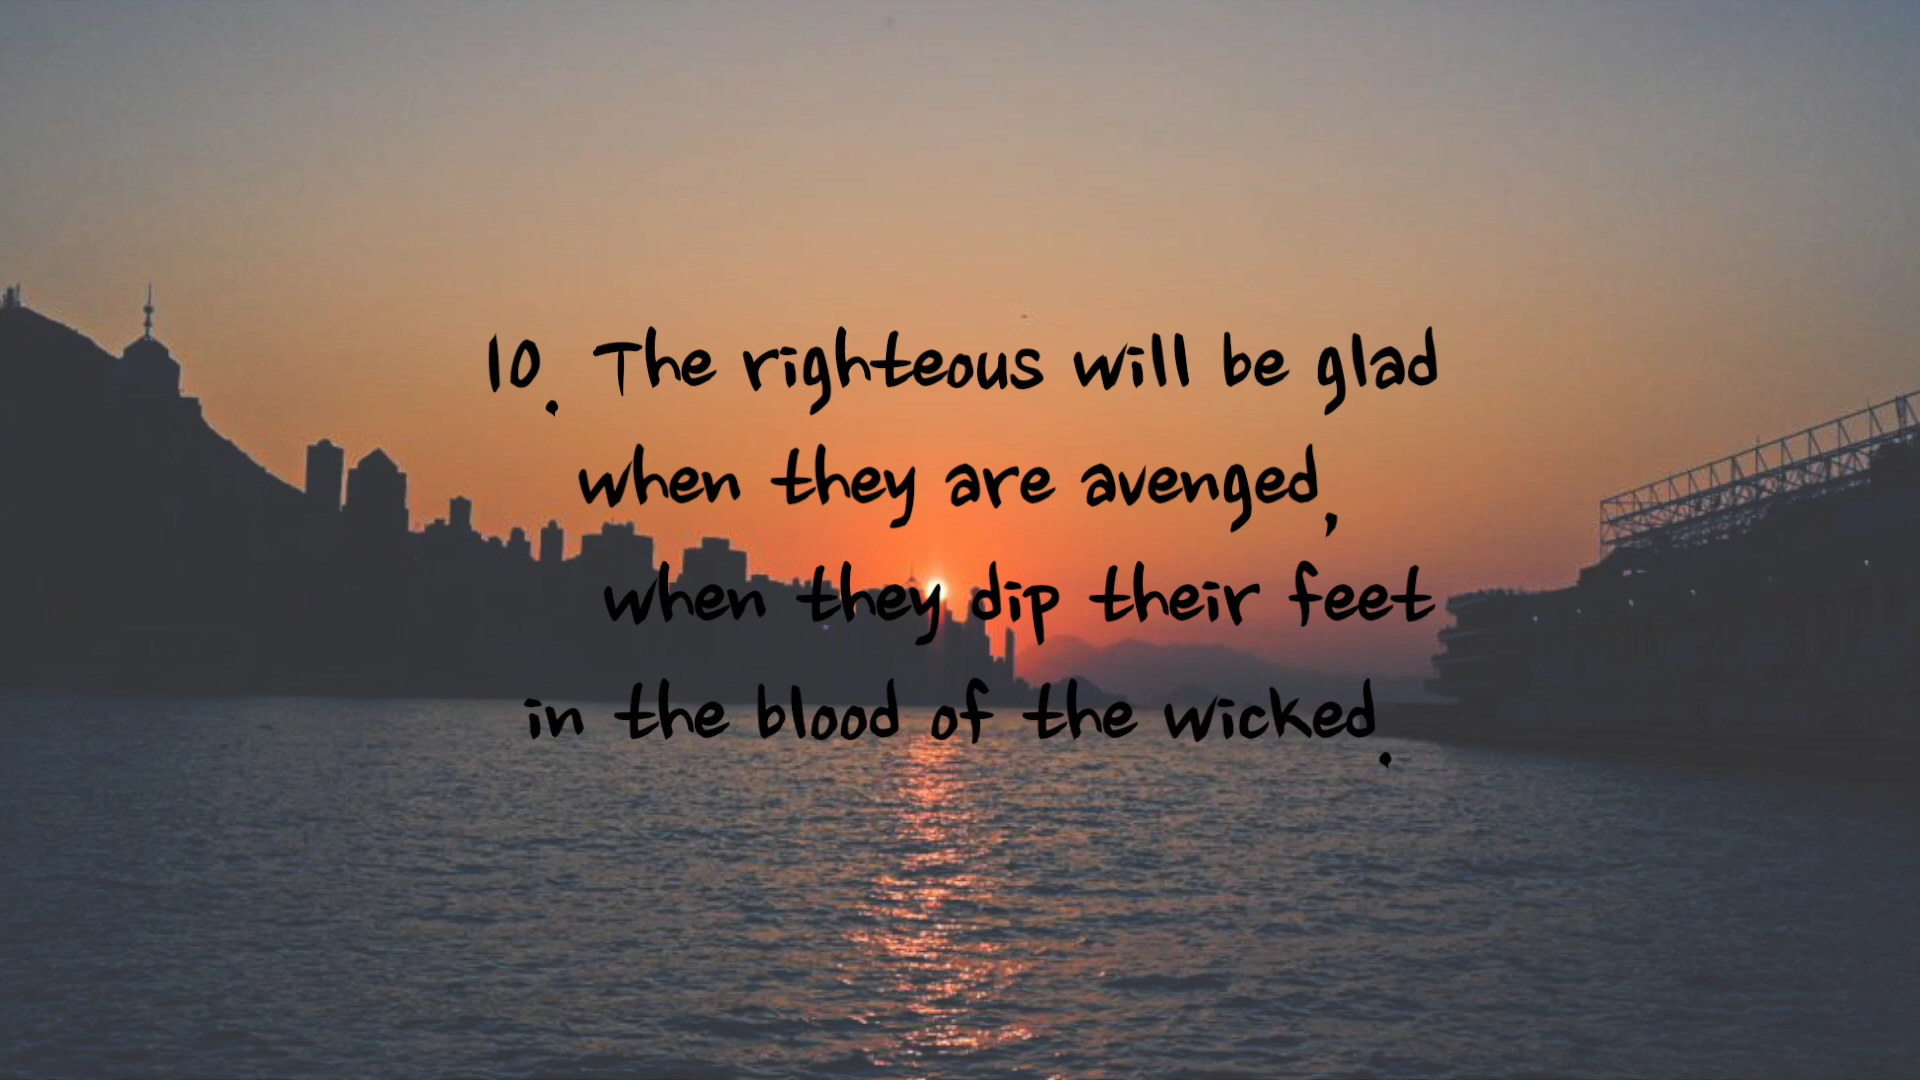 10. The righteous will be glad
when they are avenged,
when they dip their feet
in the blood of the wicked.